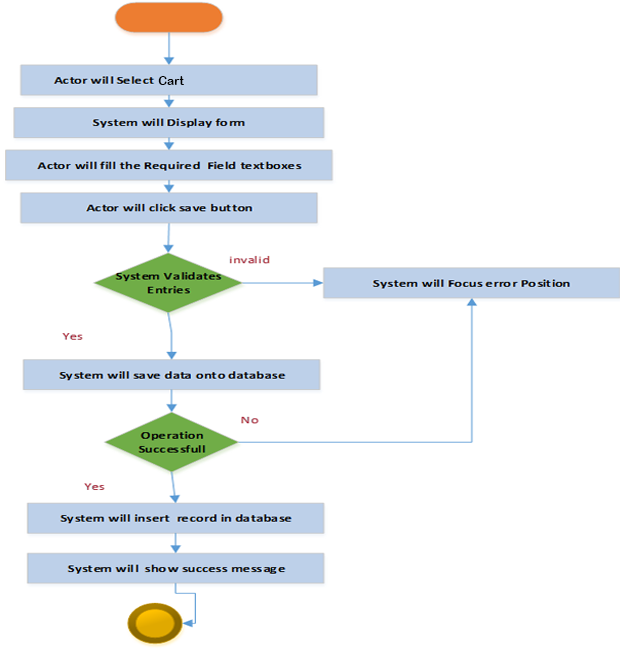 Actor will Select Cart
System will Display form
Actor will fill the Required Field textboxes
Actor will click save button
invalid
System Validates
Entries
System will Focus error Position
Yes
System will save data onto database
No
Operation
Successfull
Yes
System will insert record in database
System will show success message